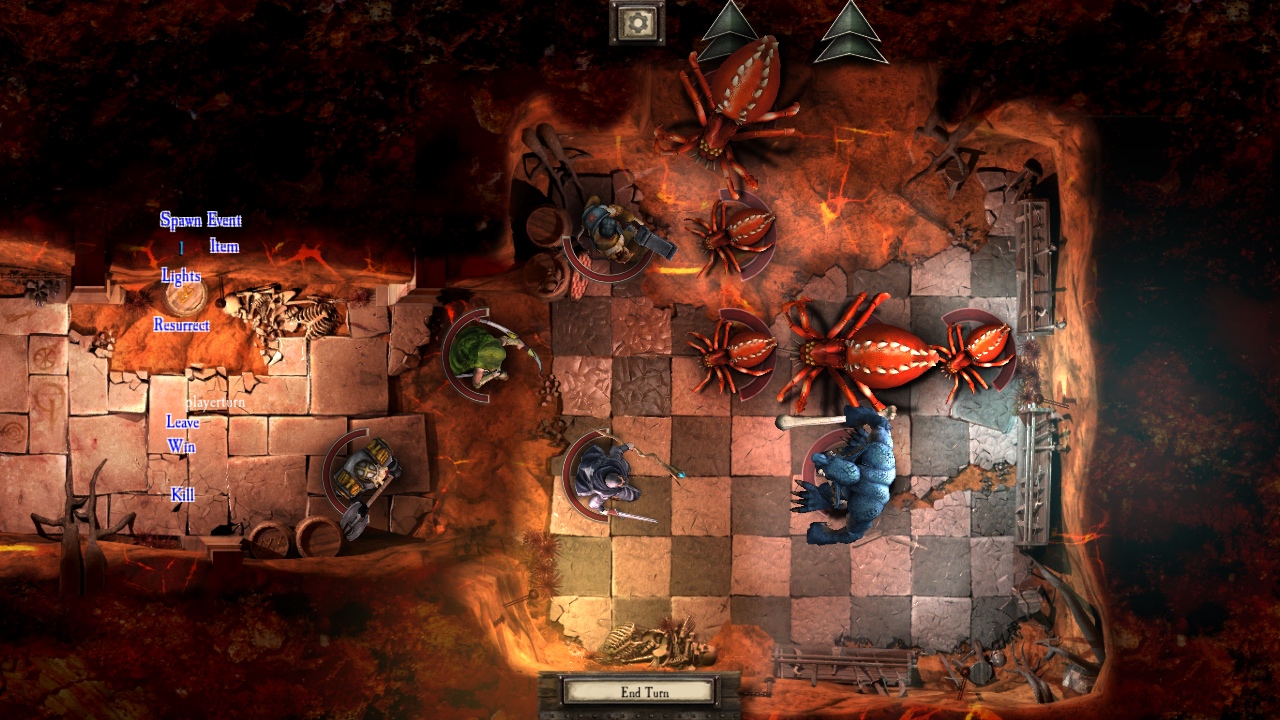 Spawn Event
1 Item
Lights
Resurrect
playerturn
Leave
Win
Kill
End Turn